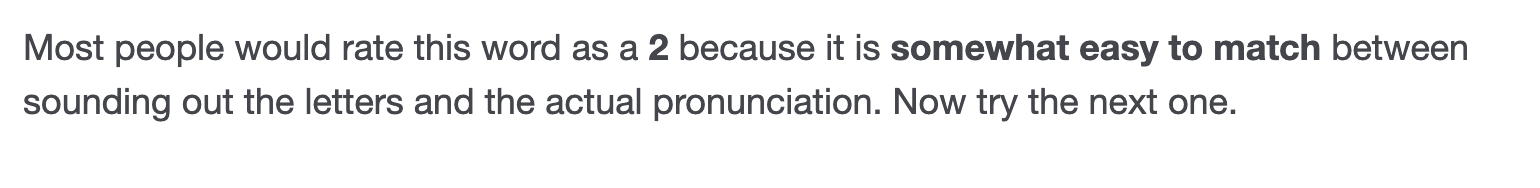 Most people would rate this word as a 2 because it is somewhat easy to match between
sounding out the letters and the actual pronunciation. Now try the next one.